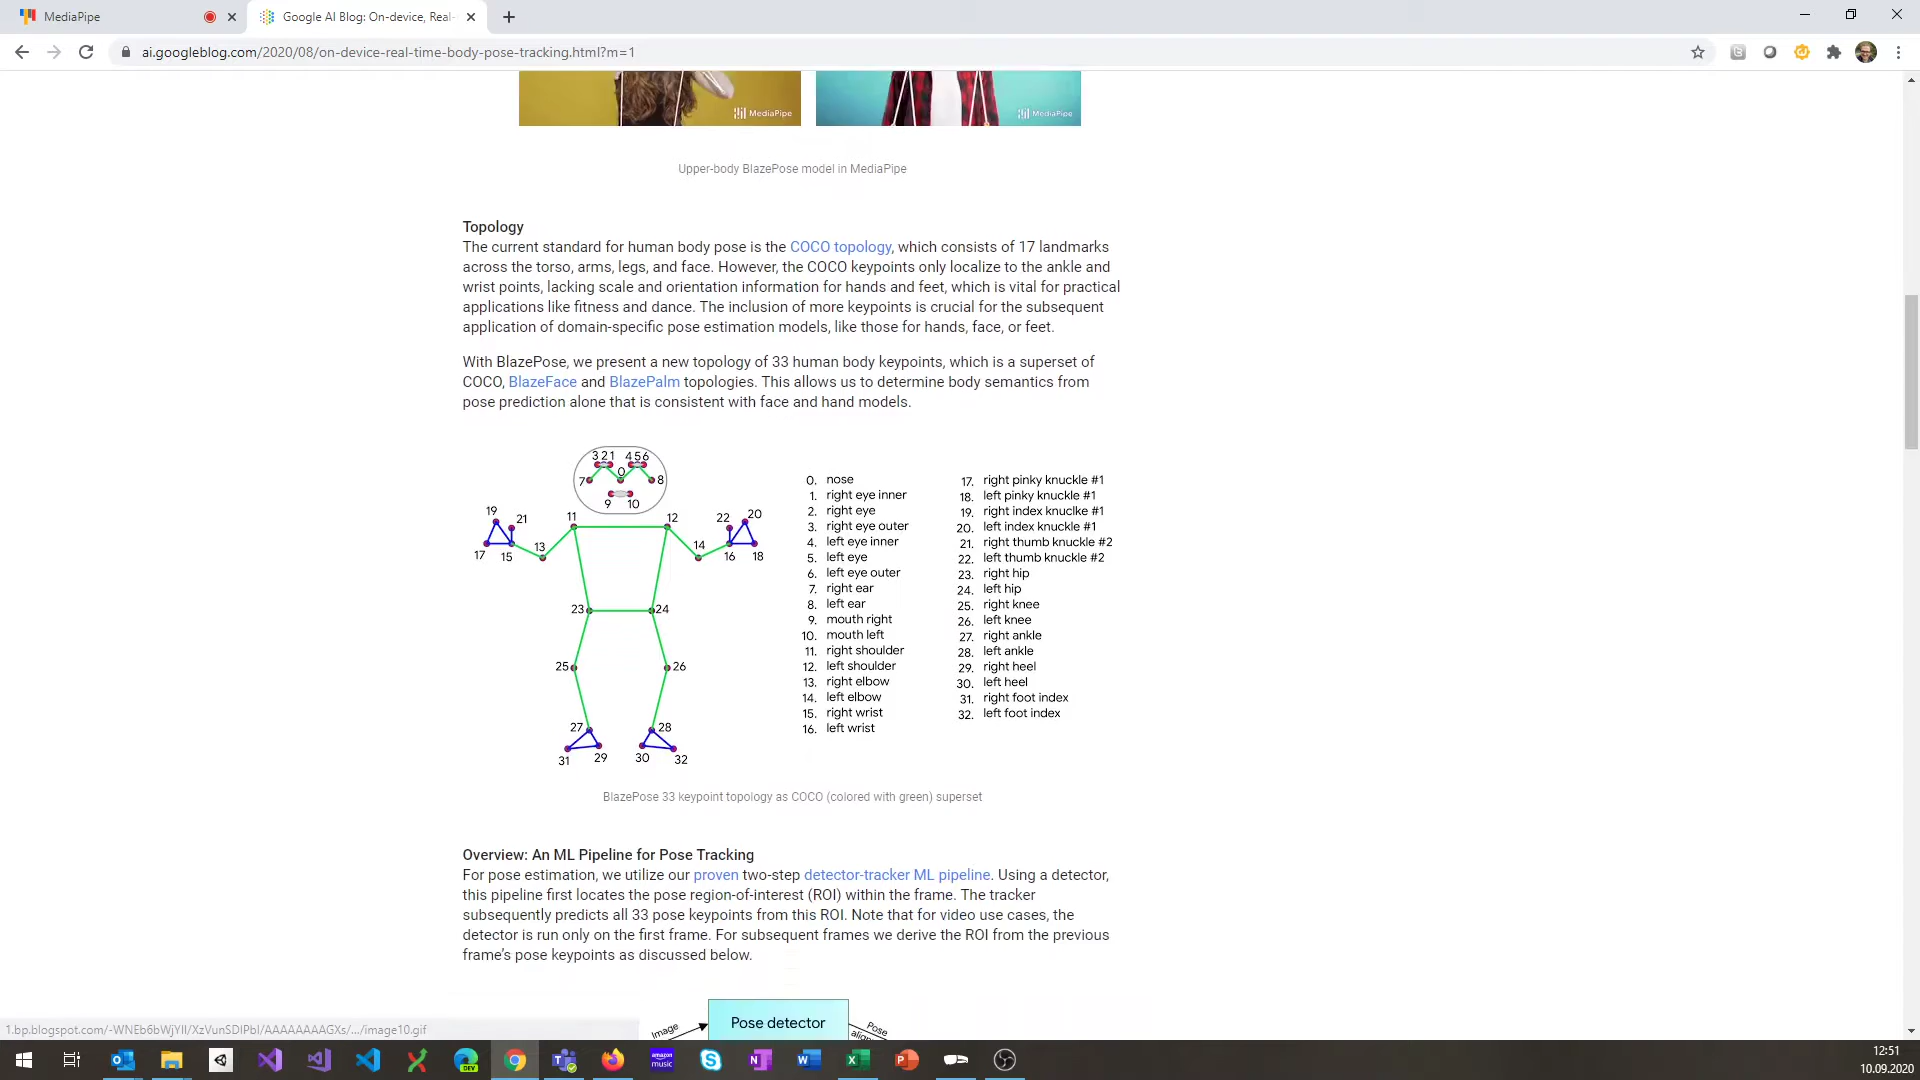 MediaPipe
Google AI Blog: On-device, Real-
ai.googleblog.com/2020/08/on-device-real-time-body-pose-tracking.html?m=1
MediaPipe
MediaPipe
Upper-body BlazePose model in MediaPipe
Topology
The current standard for human body pose is the COCO topology, which consists of 17 landmarks
across the torso, arms, legs, and face. However, the COCO keypoints only localize to the ankle and
wrist points, lacking scale and orientation information for hands and feet, which is vital for practical
applications like fitness and dance. The inclusion of more keypoints is crucial for the subsequent
application of domain-specific pose estimation models, like those for hands, face, or feet.
With BlazePose, we present a new topology of 33 human body keypoints, which is a superset of
COCO, BlazeFace and BlazePalm topologies. This allows us to determine body semantics from
pose prediction alone that is consistent with face and hand models.
3 2 1 4 5 6
0
7 8
9 10
19 21 11 12 22 20
17 15 13 14 16 18
23 24
25 26
27 28
31 29 30 32
0. nose
1. right eye inner
2. right eye
3. right eye outer
4. left eye inner
5. left eye
6. left eye outer
7. right ear
8. left ear
9. mouth right
10. mouth left
11. right shoulder
12. left shoulder
13. right elbow
14. left elbow
15. right wrist
16. left wrist
17. right pinky knuckle #1
18. left pinky knuckle #1
19. right index knuclke #1
20. left index knuckle #1
21. right thumb knuckle #2
22. left thumb knuckle #2
23. right hip
24. left hip
25. right knee
26. left knee
27. right ankle
28. left ankle
29. right heel
30. left heel
31. right foot index
32. left foot index
BlazePose 33 keypoint topology as COCO (colored with green) superset
Overview: An ML Pipeline for Pose Tracking
For pose estimation, we utilize our proven two-step detector-tracker ML pipeline. Using a detector,
this pipeline first locates the pose region-of-interest (ROI) within the frame. The tracker
subsequently predicts all 33 pose keypoints from this ROI. Note that for video use cases, the
detector is run only on the first frame. For subsequent frames we derive the ROI from the previous
frame's pose keypoints as discussed below.
Image
Pose detector
Pose
DEV
amazon
music
12:51
10.09.2020